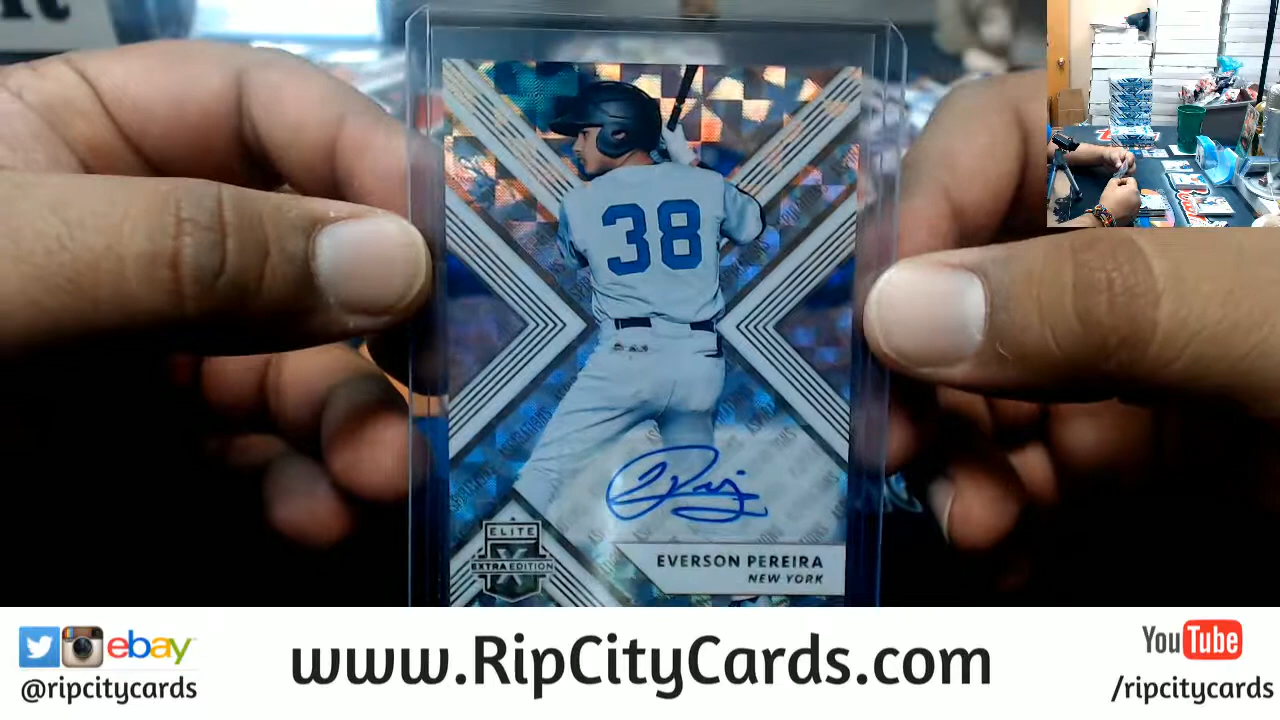 38
ELITE
X
EXTRA EDITION
EVERSON PEREIRA
NEW YORK
ebay
@ripcitycards
www.RipCityCards.com
YouTube
/ripcitycards